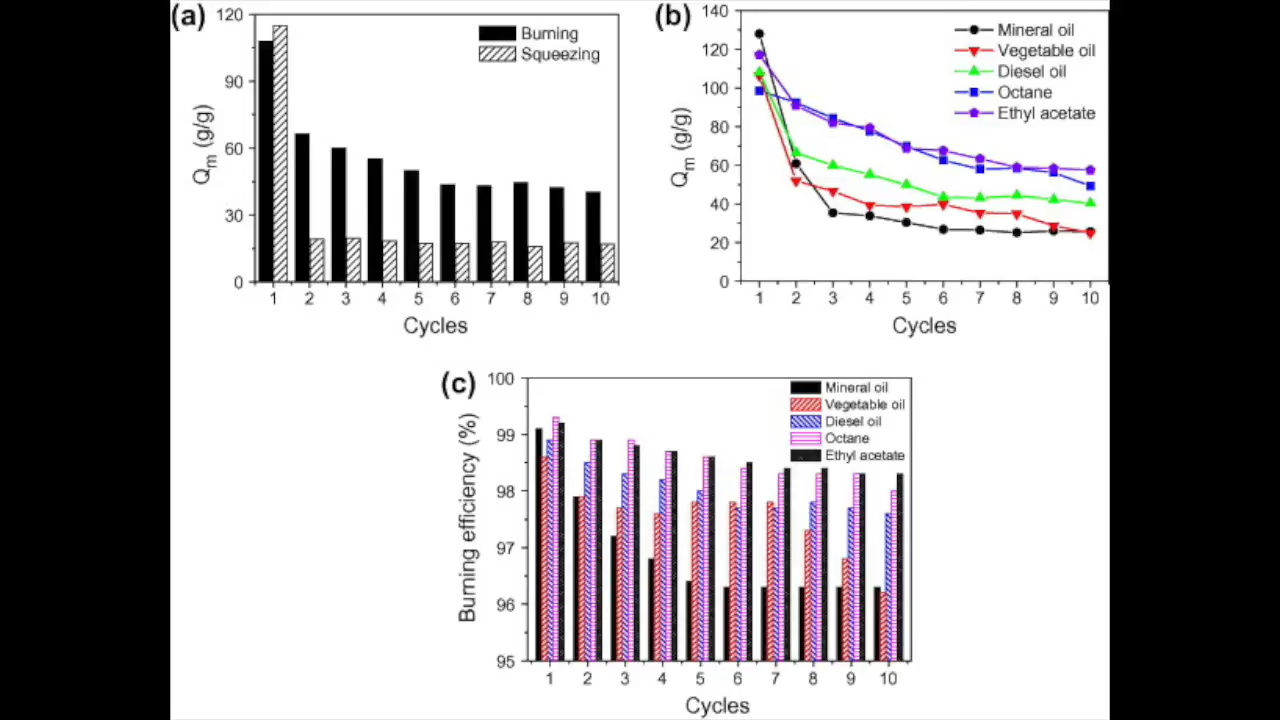 (a)
120
90
60
30
0
Qm (g/g)
Burning
Squeezing
1 2 3 4 5 6 7 8 9 10
Cycles
(b)
140
120
100
80
60
40
20
0
Qm (g/g)
Mineral oil
Vegetable oil
Diesel oil
Octane
Ethyl acetate
1 2 3 4 5 6 7 8 9 10
Cycles
(c)
100
99
98
97
96
95
Burning efficiency (%)
Mineral oil
Vegetable oil
Diesel oil
Octane
Ethyl acetate
1 2 3 4 5 6 7 8 9 10
Cycles